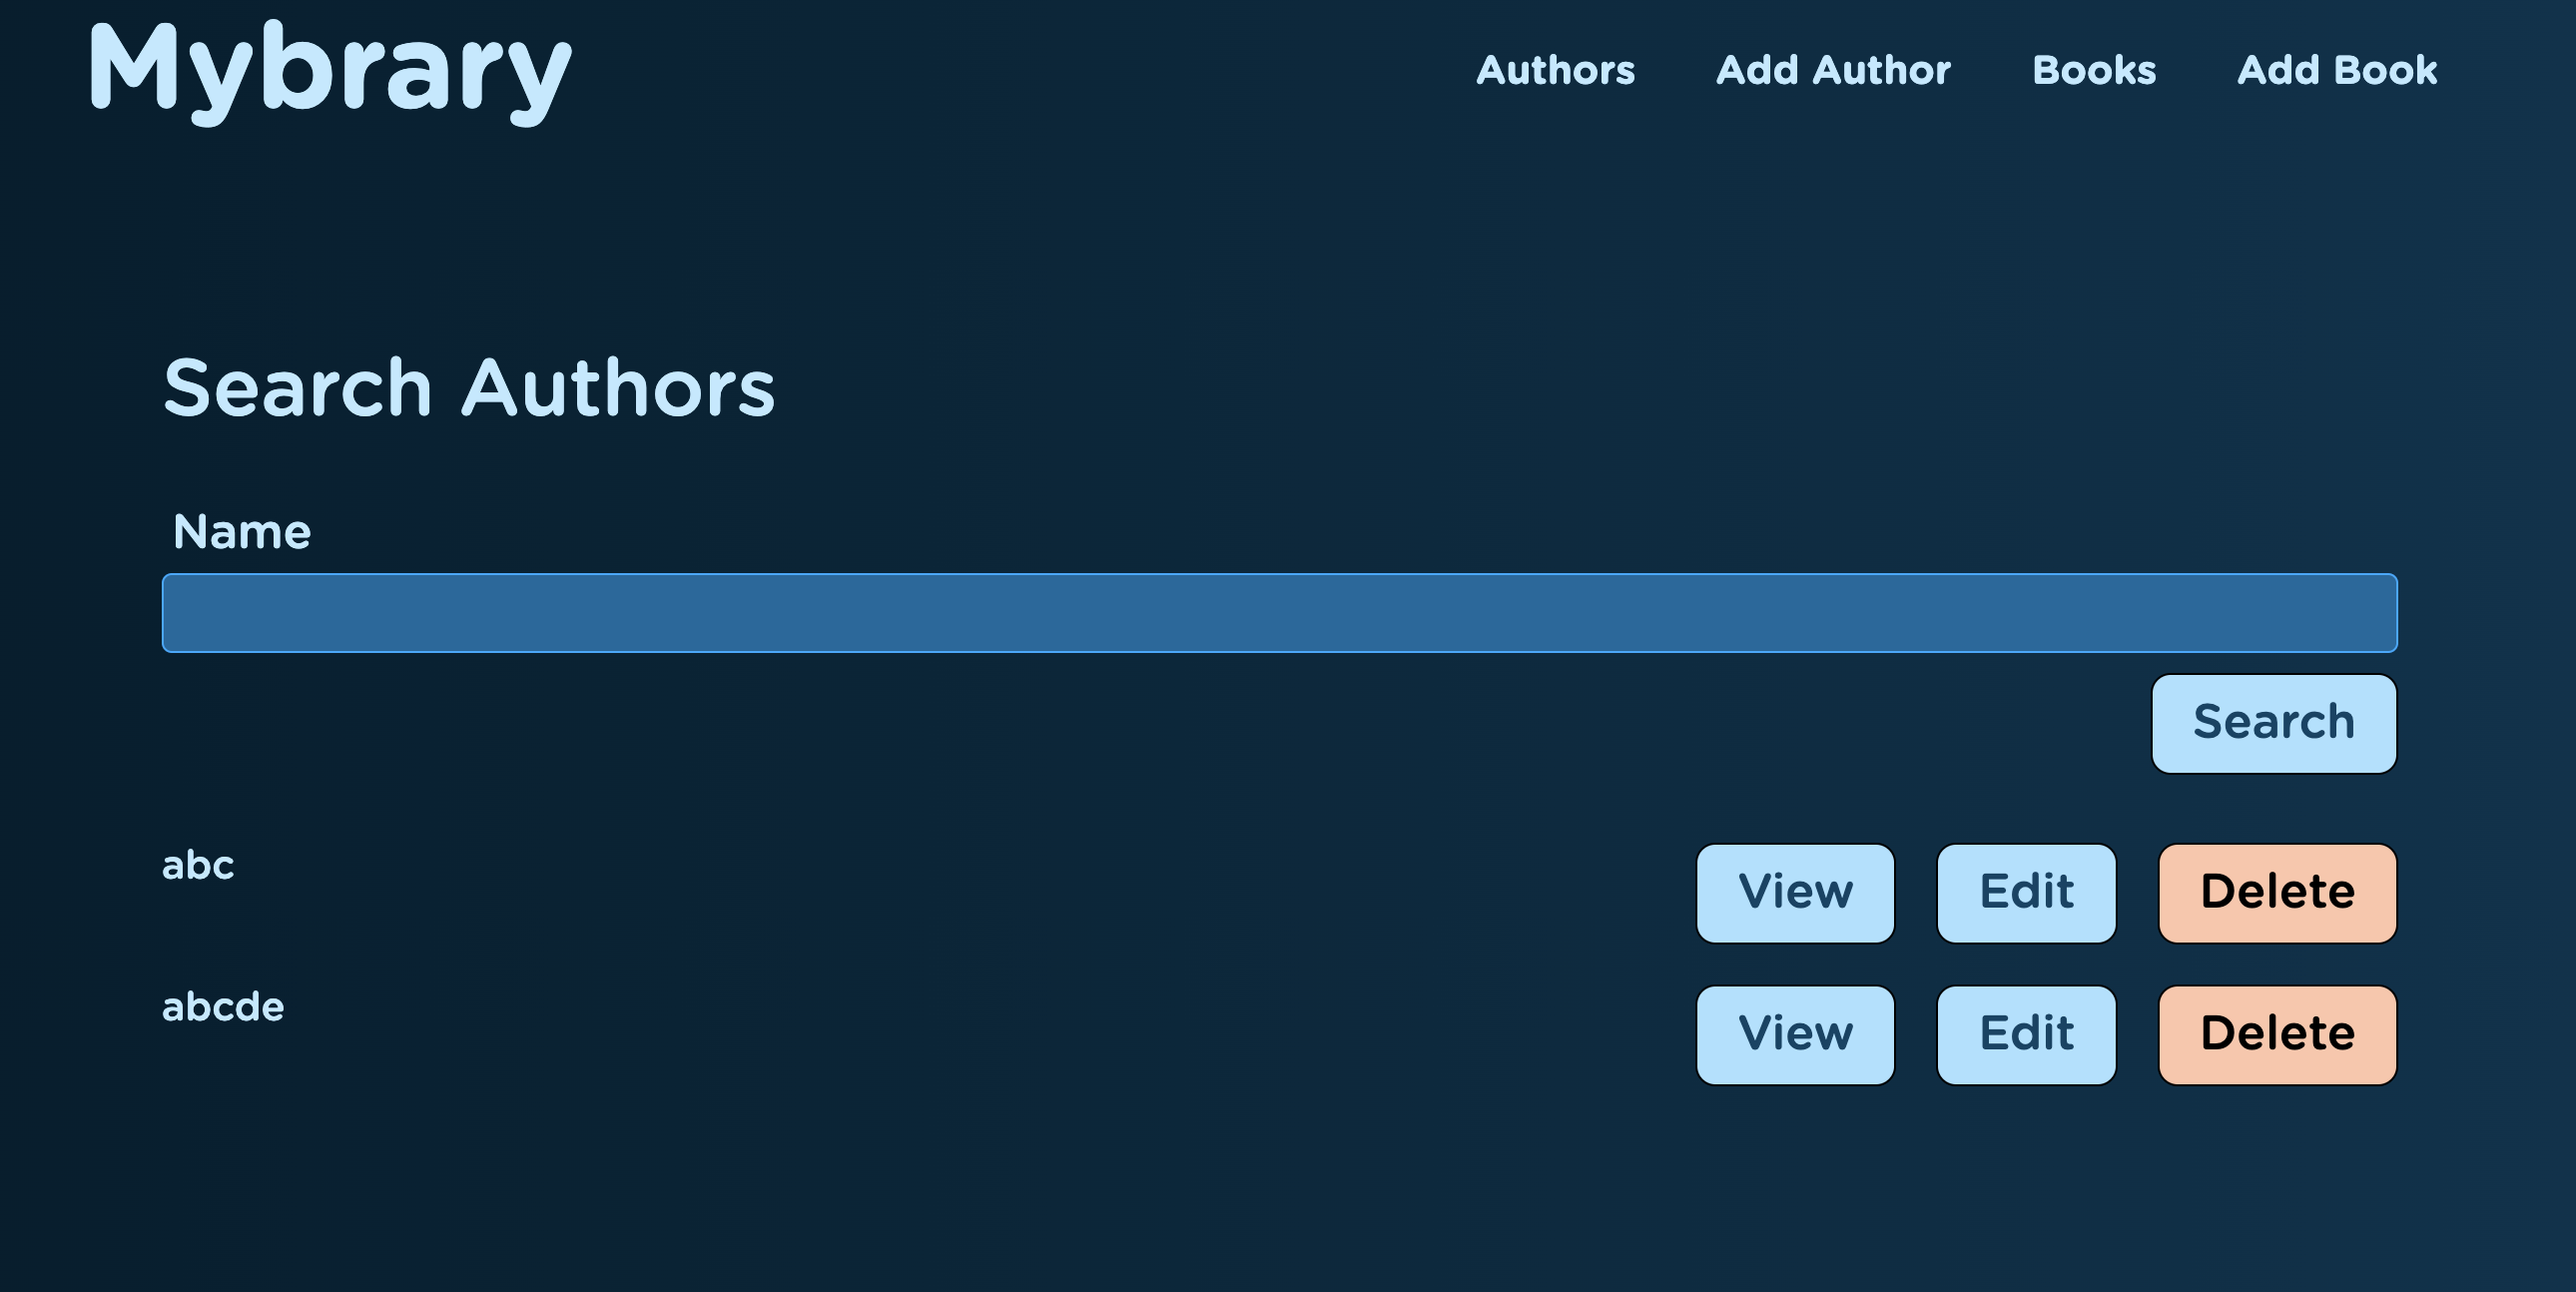 Mybrary
Authors Add Author Books Add Book
Search Authors
Name
Search
abc View Edit Delete
abcde View Edit Delete